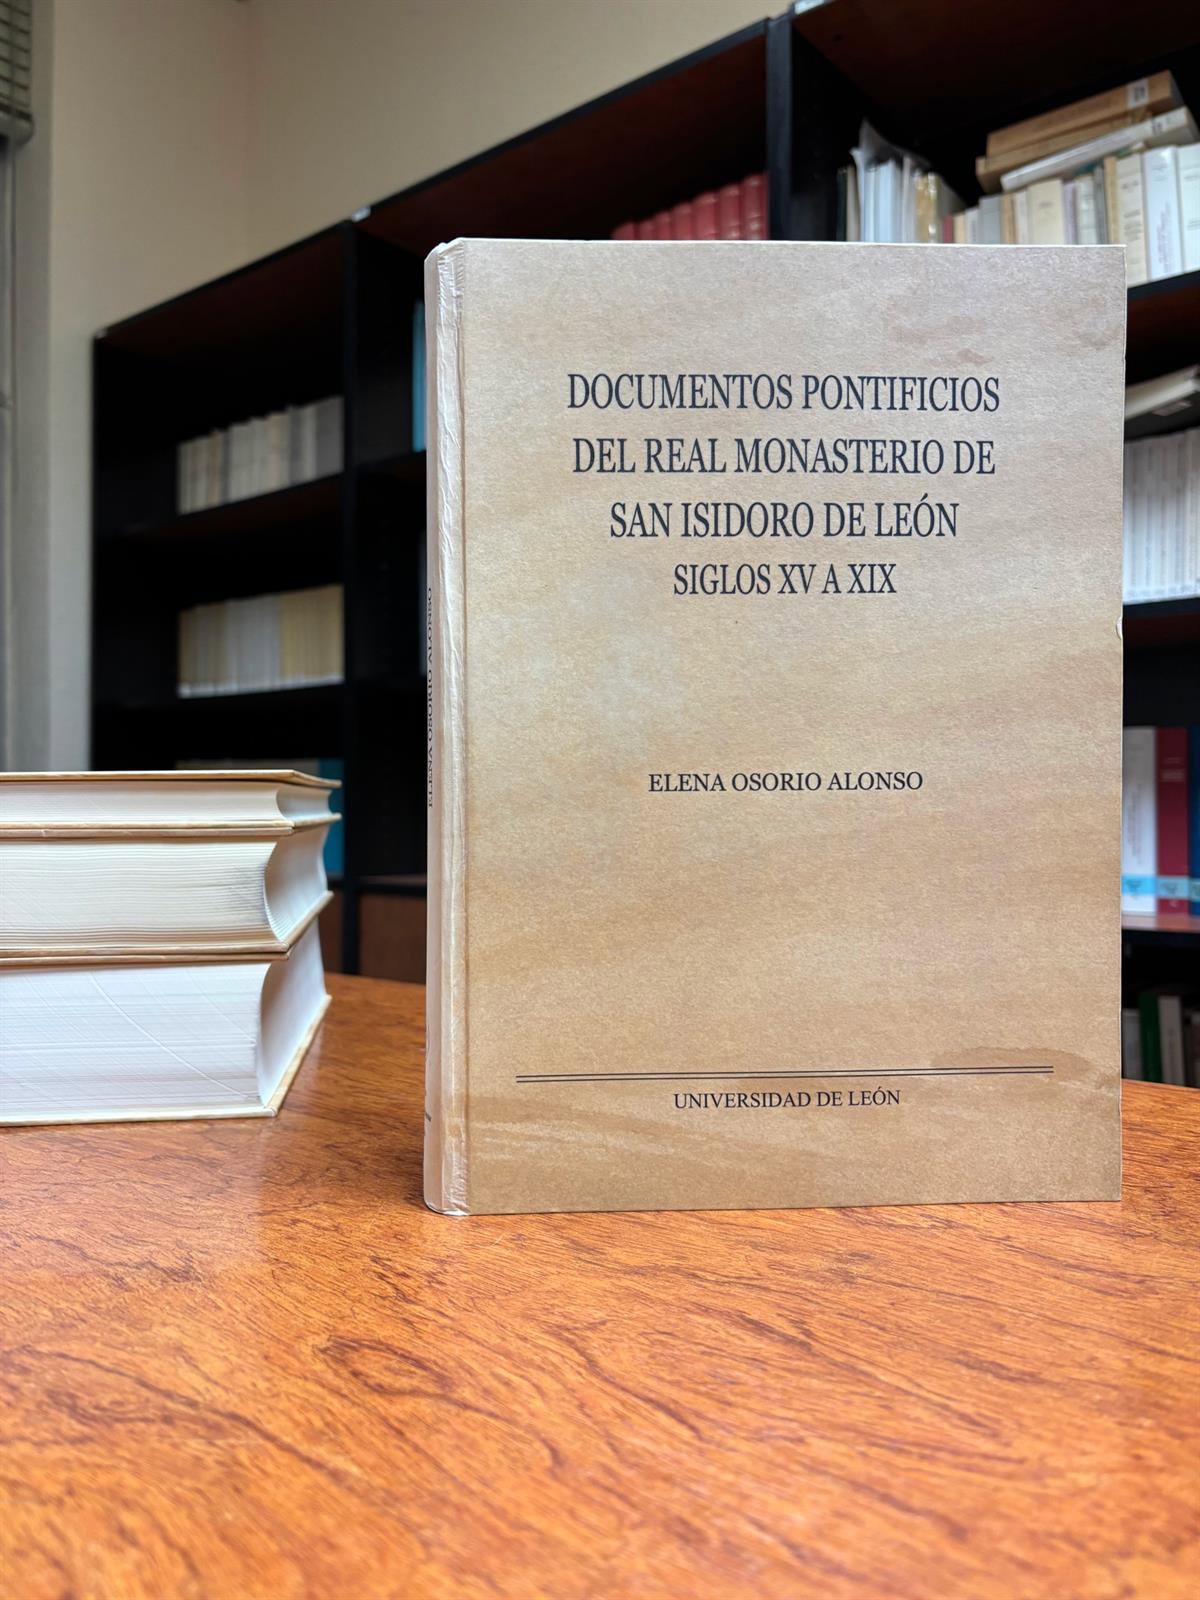 DOCUMENTOS PONTIFICIOS
DEL REAL MONASTERIO DE
SAN ISIDORO DE LEÓN
SIGLOS XV A XIX
ELENA OSORIO ALONSO
UNIVERSIDAD DE LEÓN
ELENA OSORIO ALONSO